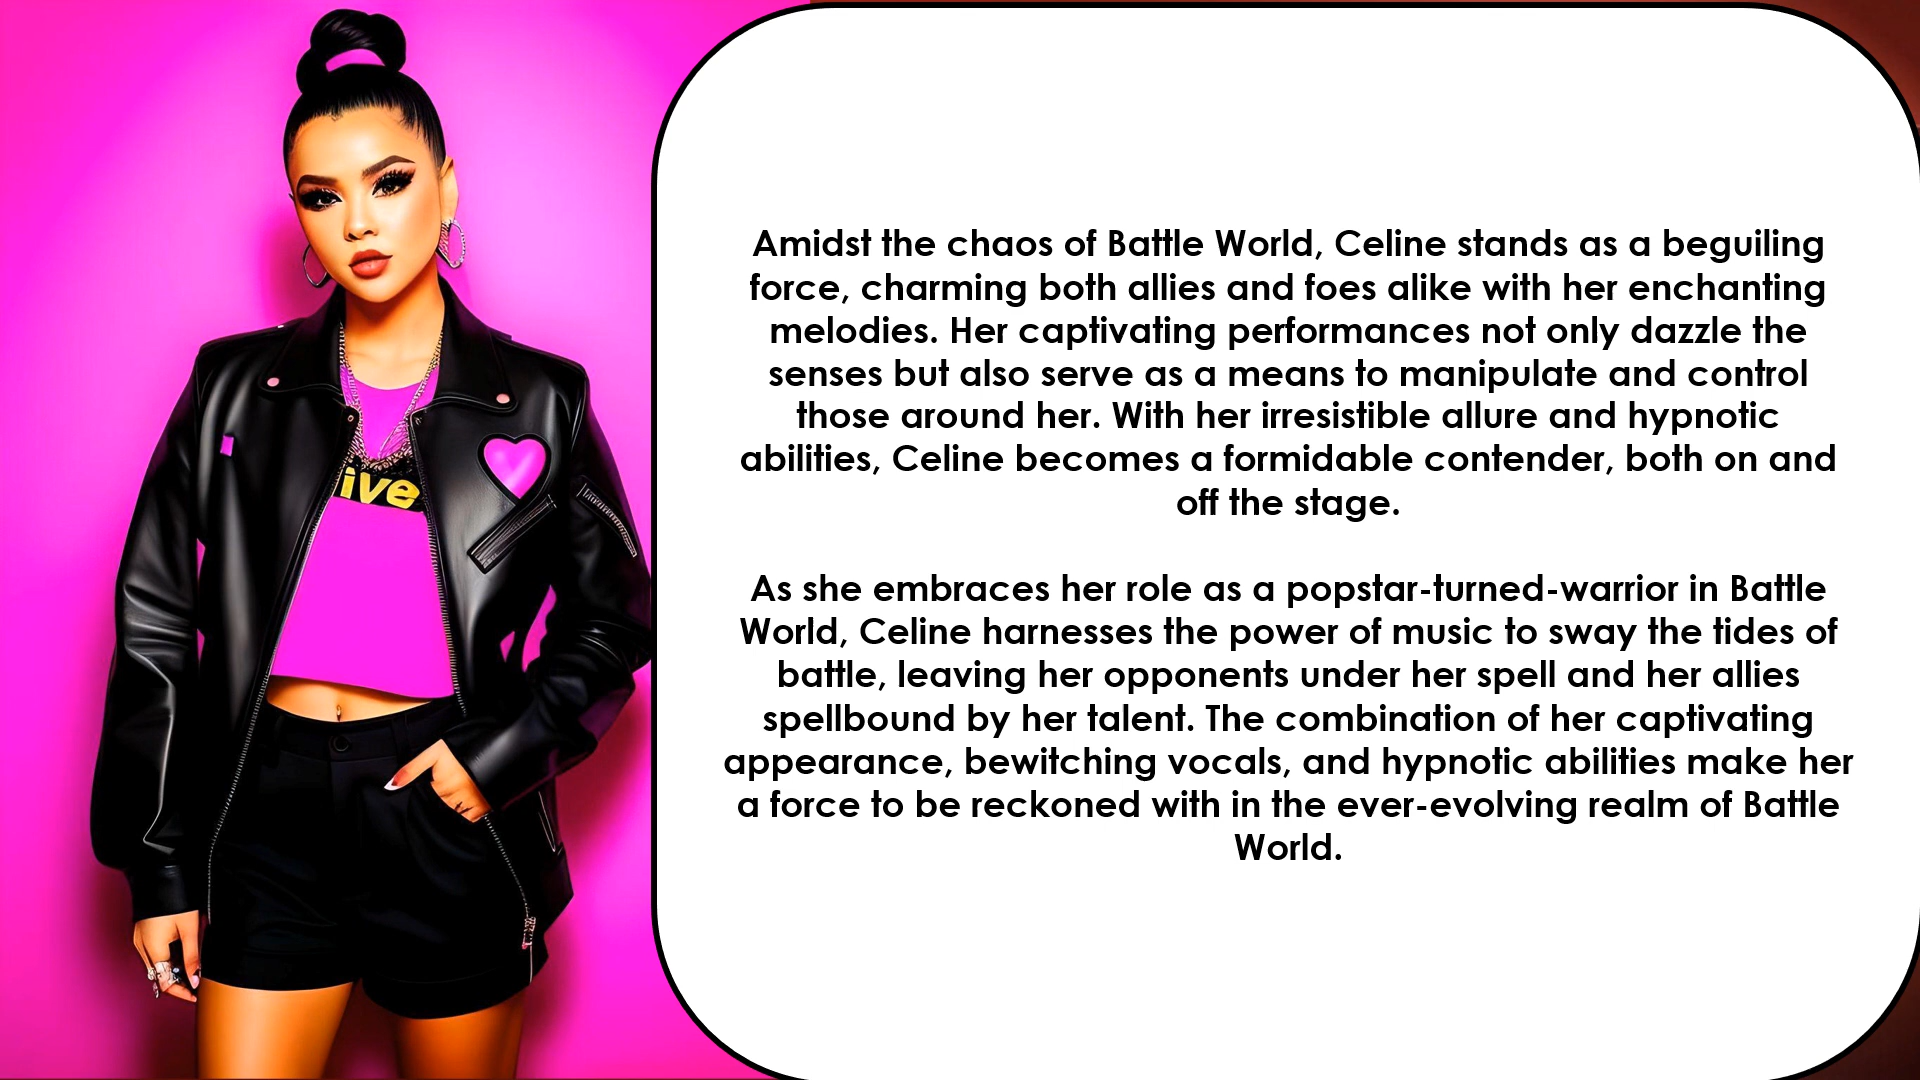 Amidst the chaos of Battle World, Celine stands as a beguiling
force, charming both allies and foes alike with her enchanting
melodies. Her captivating performances not only dazzle the
senses but also serve as a means to manipulate and control
those around her. With her irresistible allure and hypnotic
abilities, Celine becomes a formidable contender, both on and
off the stage.
As she embraces her role as a popstar-turned-warrior in Battle
World, Celine harnesses the power of music to sway the tides of
battle, leaving her opponents under her spell and her allies
spellbound by her talent. The combination of her captivating
appearance, bewitching vocals, and hypnotic abilities make her
a force to be reckoned with in the ever-evolving realm of Battle
World.
ive